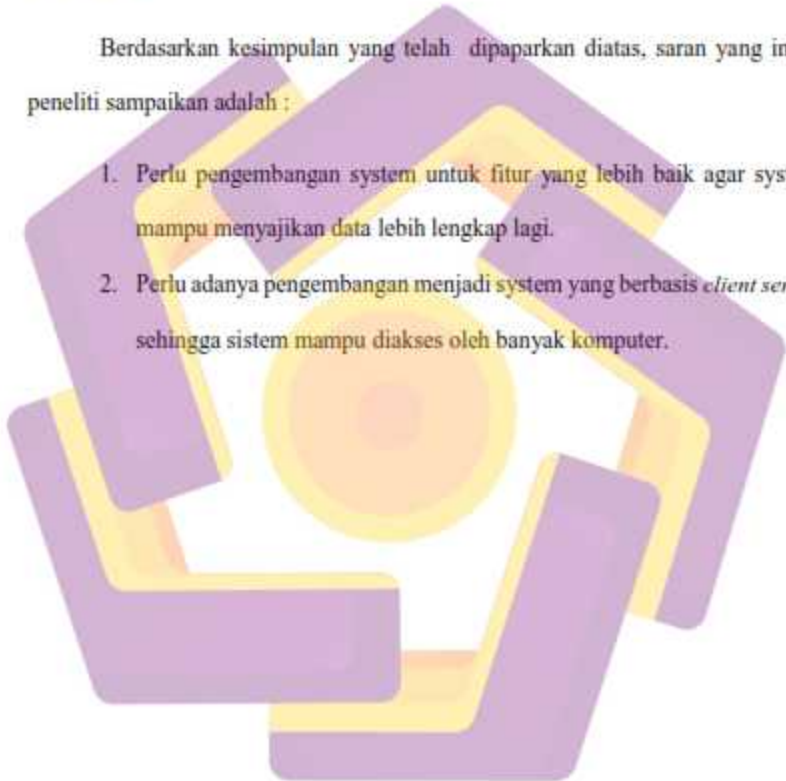 Berdasarkan kesimpulan yang telah dipaparkan diatas, saran yang in
peneliti sampaikan adalah :
1. Perlu pengembangan system untuk fitur yang lebih baik agar syst
mampu menyajikan data lebih lengkap lagi.
2. Perlu adanya pengembangan menjadi system yang berbasis client ser
sehingga sistem mampu diakses oleh banyak komputer.